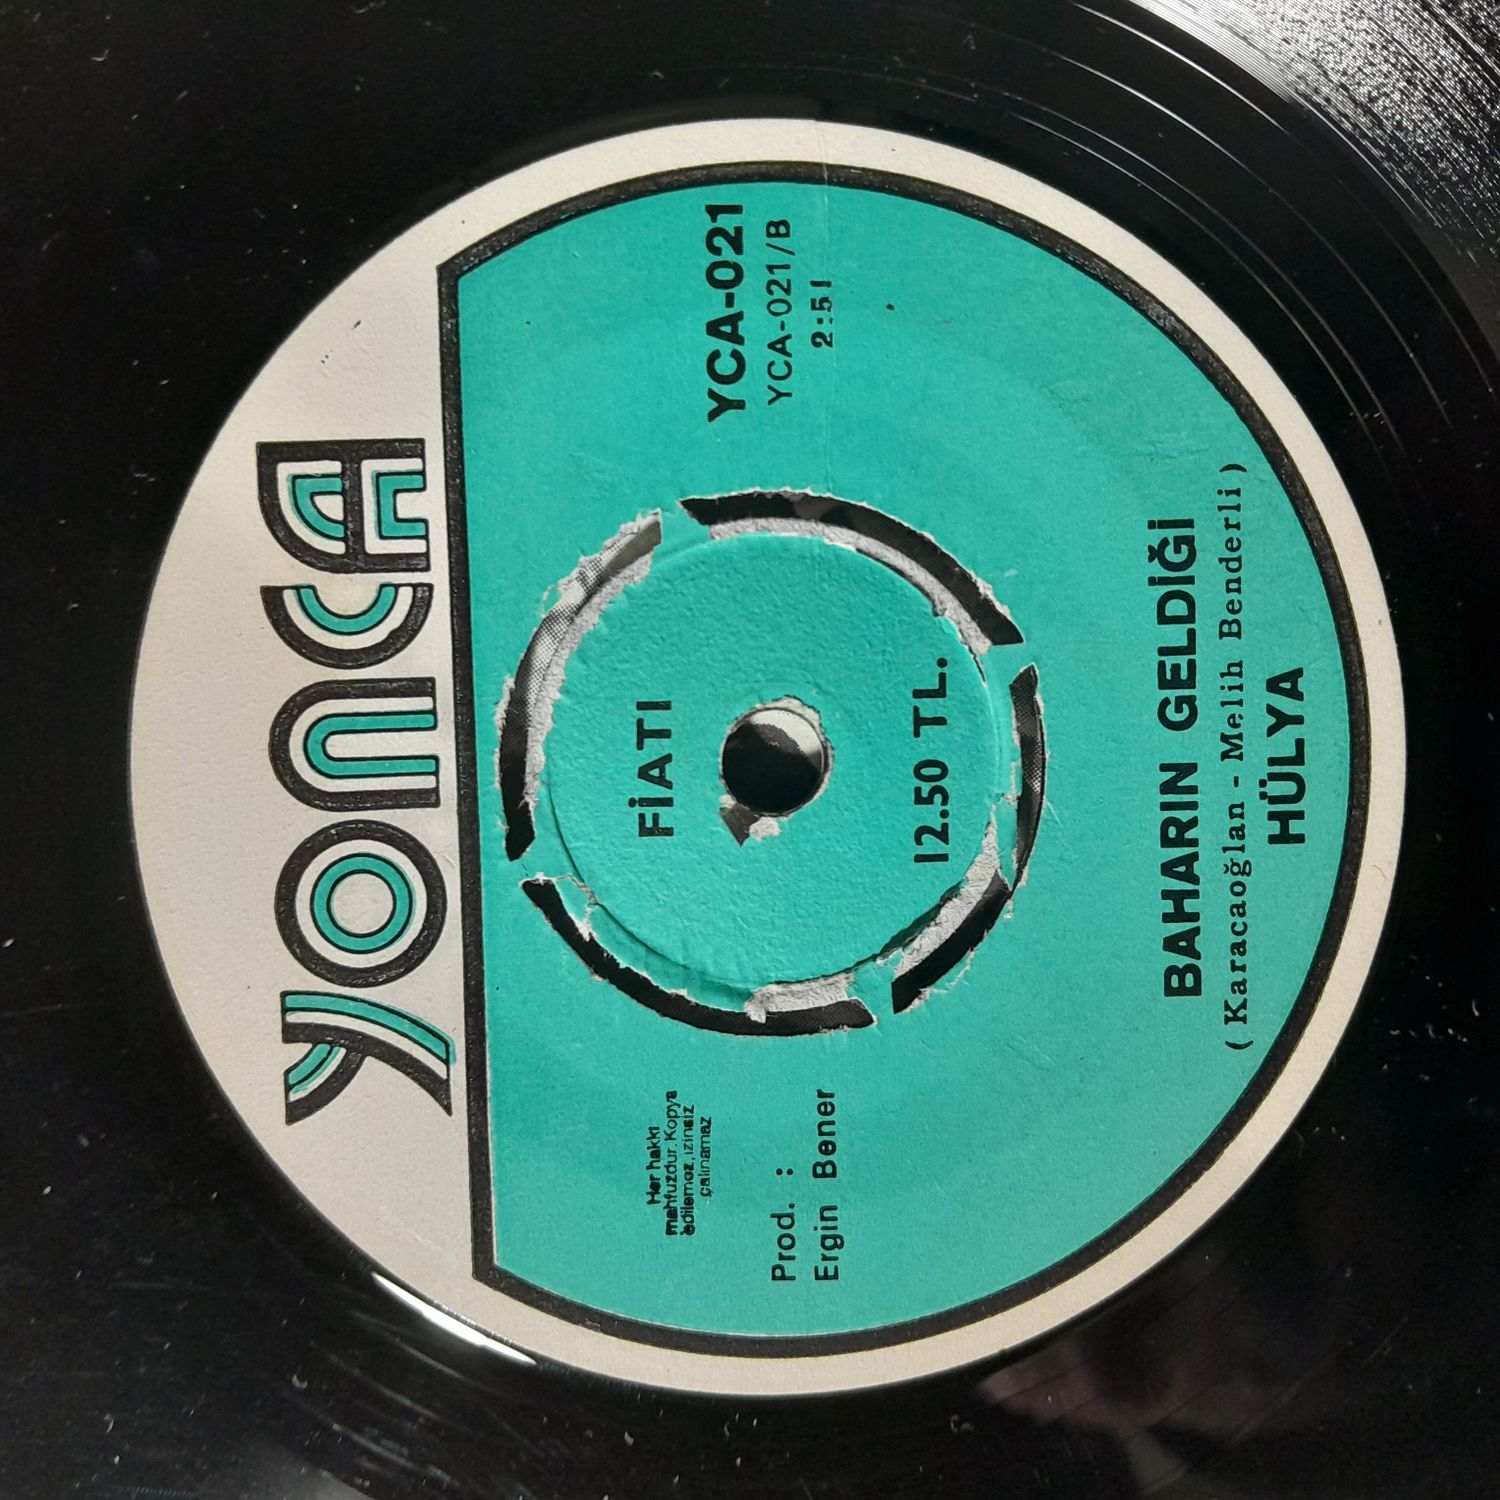 YONCA
YCA-021
YCA-021/B
2:51
FİATI
12.50 TL.
Her hakkı
mahfuzdur. Kopya
edilemez, izinsiz
çalınamaz
Prod. :
Ergin Bener
BAHARIN GELDİĞİ
( Karacaoğlan - Melih Benderli )
HÜLYA